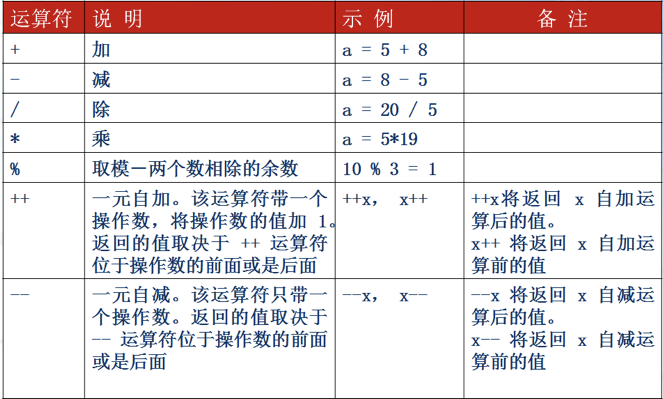 运算符 说 明 示 例 备 注
+ 加 a = 5 + 8
- 减 a = 8 - 5
/ 除 a = 20 / 5
* 乘 a = 5*19
% 取模－两个数相除的余数 10 % 3 = 1
++ 一元自加。该运算符带一个 ++x， x++ ++x将返回 x 自加运
操作数，将操作数的值加 1。 算后的值。
返回的值取决于 ++ 运算符 x++ 将返回 x 自加运
位于操作数的前面或是后面 算前的值
-- 一元自减。该运算符只带一 --x， x-- --x 将返回 x 自减运
个操作数。返回的值取决于 算后的值。
-- 运算符位于操作数的前面 x-- 将返回 x 自减运
或是后面 算前的值